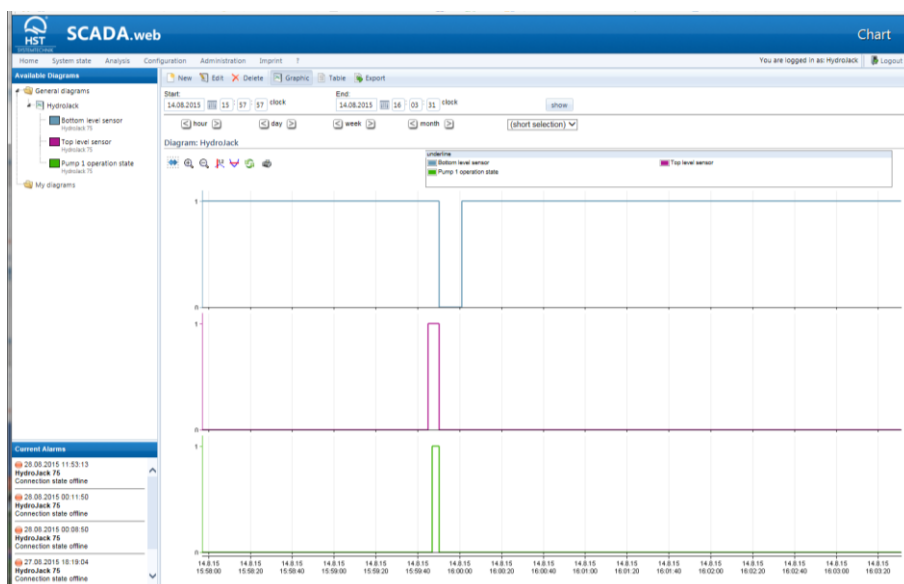 HST
SYSTEMTECHNIK
SCADA.web
Chart
Home System state Analysis Configuration Administration Imprint ?
You are logged in as: HydroJack Logout
Available Diagrams
New Edit Delete Graphic Table Export
General diagrams
HydroJack
Bottom level sensor
HydroJack 75
Top level sensor
HydroJack 75
Pump 1 operation state
HydroJack 75
My diagrams
Start:
14.08.2015 15 : 57 : 57 clock
End:
14.08.2015 16 : 03 : 31 clock
show
< hour > < day > < week > < month > (short selection)
Diagram: HydroJack
underline
Bottom level sensor Top level sensor
Pump 1 operation state
1
0
1
0
1
0
14.8.15 14.8.15 14.8.15 14.8.15 14.8.15 14.8.15 14.8.15 14.8.15 14.8.15 14.8.15 14.8.15 14.8.15 14.8.15 14.8.15 14.8.15 14.8.15 14.8.15
15:58:00 15:58:20 15:58:40 15:59:00 15:59:20 15:59:40 16:00:00 16:00:20 16:00:40 16:01:00 16:01:20 16:01:40 16:02:00 16:02:20 16:02:40 16:03:00 16:03:20
Current Alarms
28.08.2015 11:53:13
HydroJack 75
Connection state offline
28.08.2015 00:11:50
HydroJack 75
Connection state offline
28.08.2015 00:08:50
HydroJack 75
Connection state offline
27.08.2015 18:19:04
HydroJack 75
Connection state offline